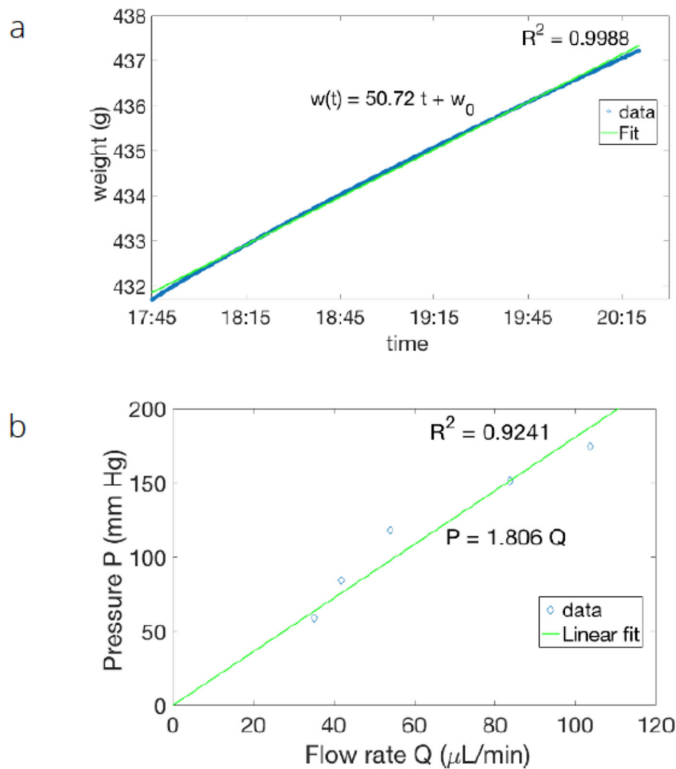 a
438
437
436
435
434
433
432
weight (g)
R² = 0.9988
w(t) = 50.72 t + w₀
data
Fit
17:45 18:15 18:45 19:15 19:45 20:15
time
b
200
150
100
50
0
Pressure P (mm Hg)
R² = 0.9241
P = 1.806 Q
data
Linear fit
0 20 40 60 80 100 120
Flow rate Q (μL/min)